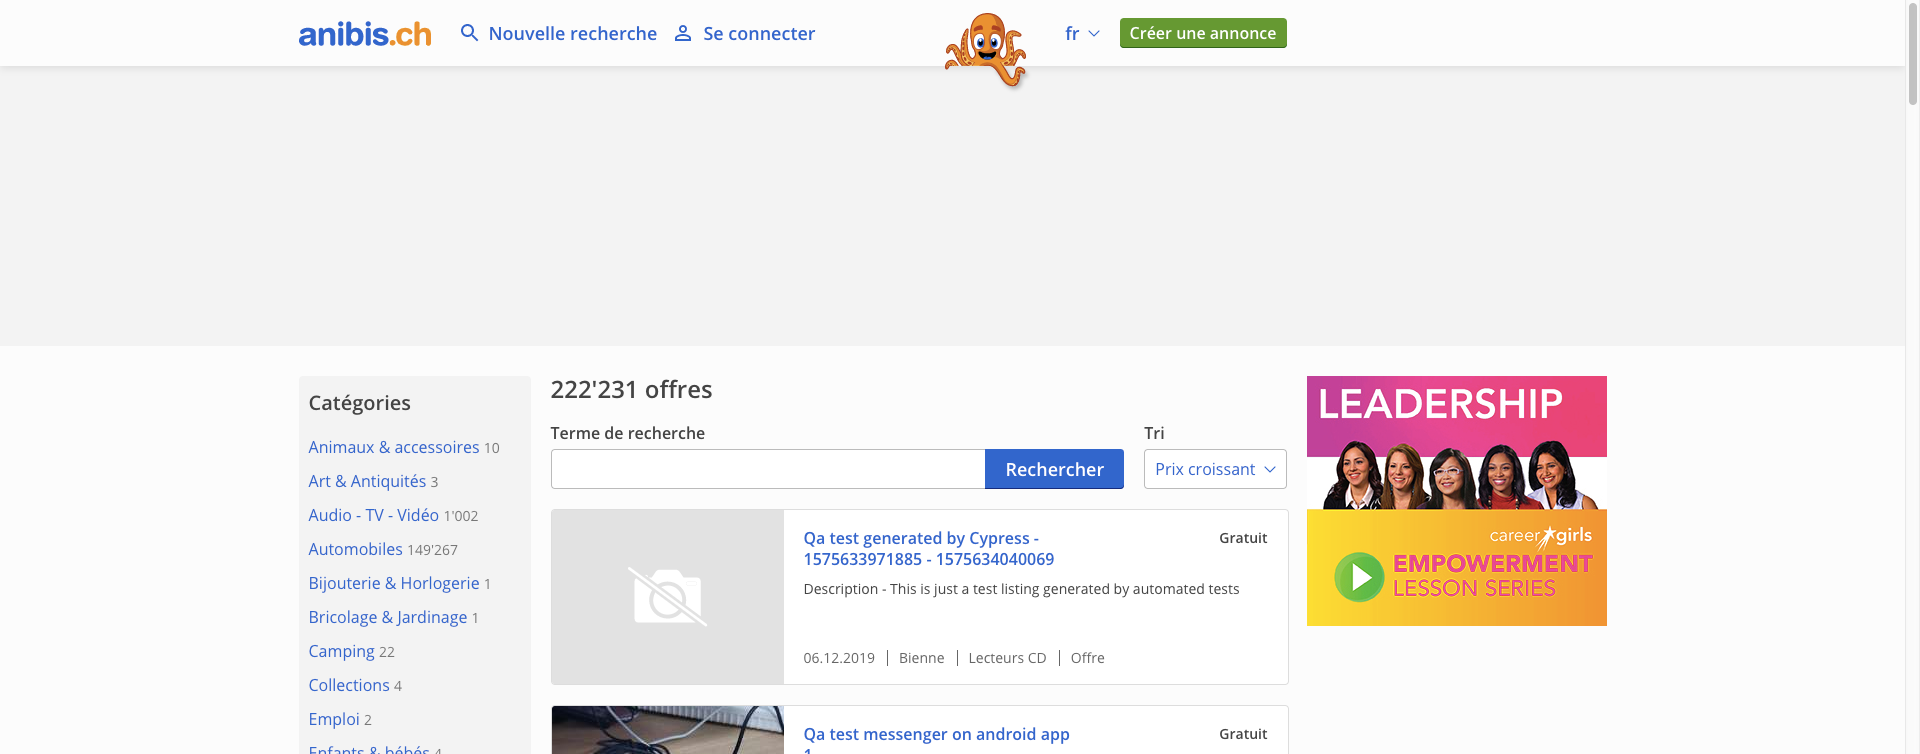 anibis.ch
Nouvelle recherche
Se connecter
fr
Créer une annonce
Catégories
Animaux & accessoires 10
Art & Antiquités 3
Audio - TV - Vidéo 1'002
Automobiles 149'267
Bijouterie & Horlogerie 1
Bricolage & Jardinage 1
Camping 22
Collections 4
Emploi 2
Enfants & bébés 4
222'231 offres
Terme de recherche
Rechercher
Tri
Prix croissant
Qa test generated by Cypress -
1575633971885 - 1575634040069
Gratuit
Description - This is just a test listing generated by automated tests
06.12.2019 | Bienne | Lecteurs CD | Offre
Qa test messenger on android app
1
Gratuit
LEADERSHIP
career girls
EMPOWERMENT
LESSON SERIES